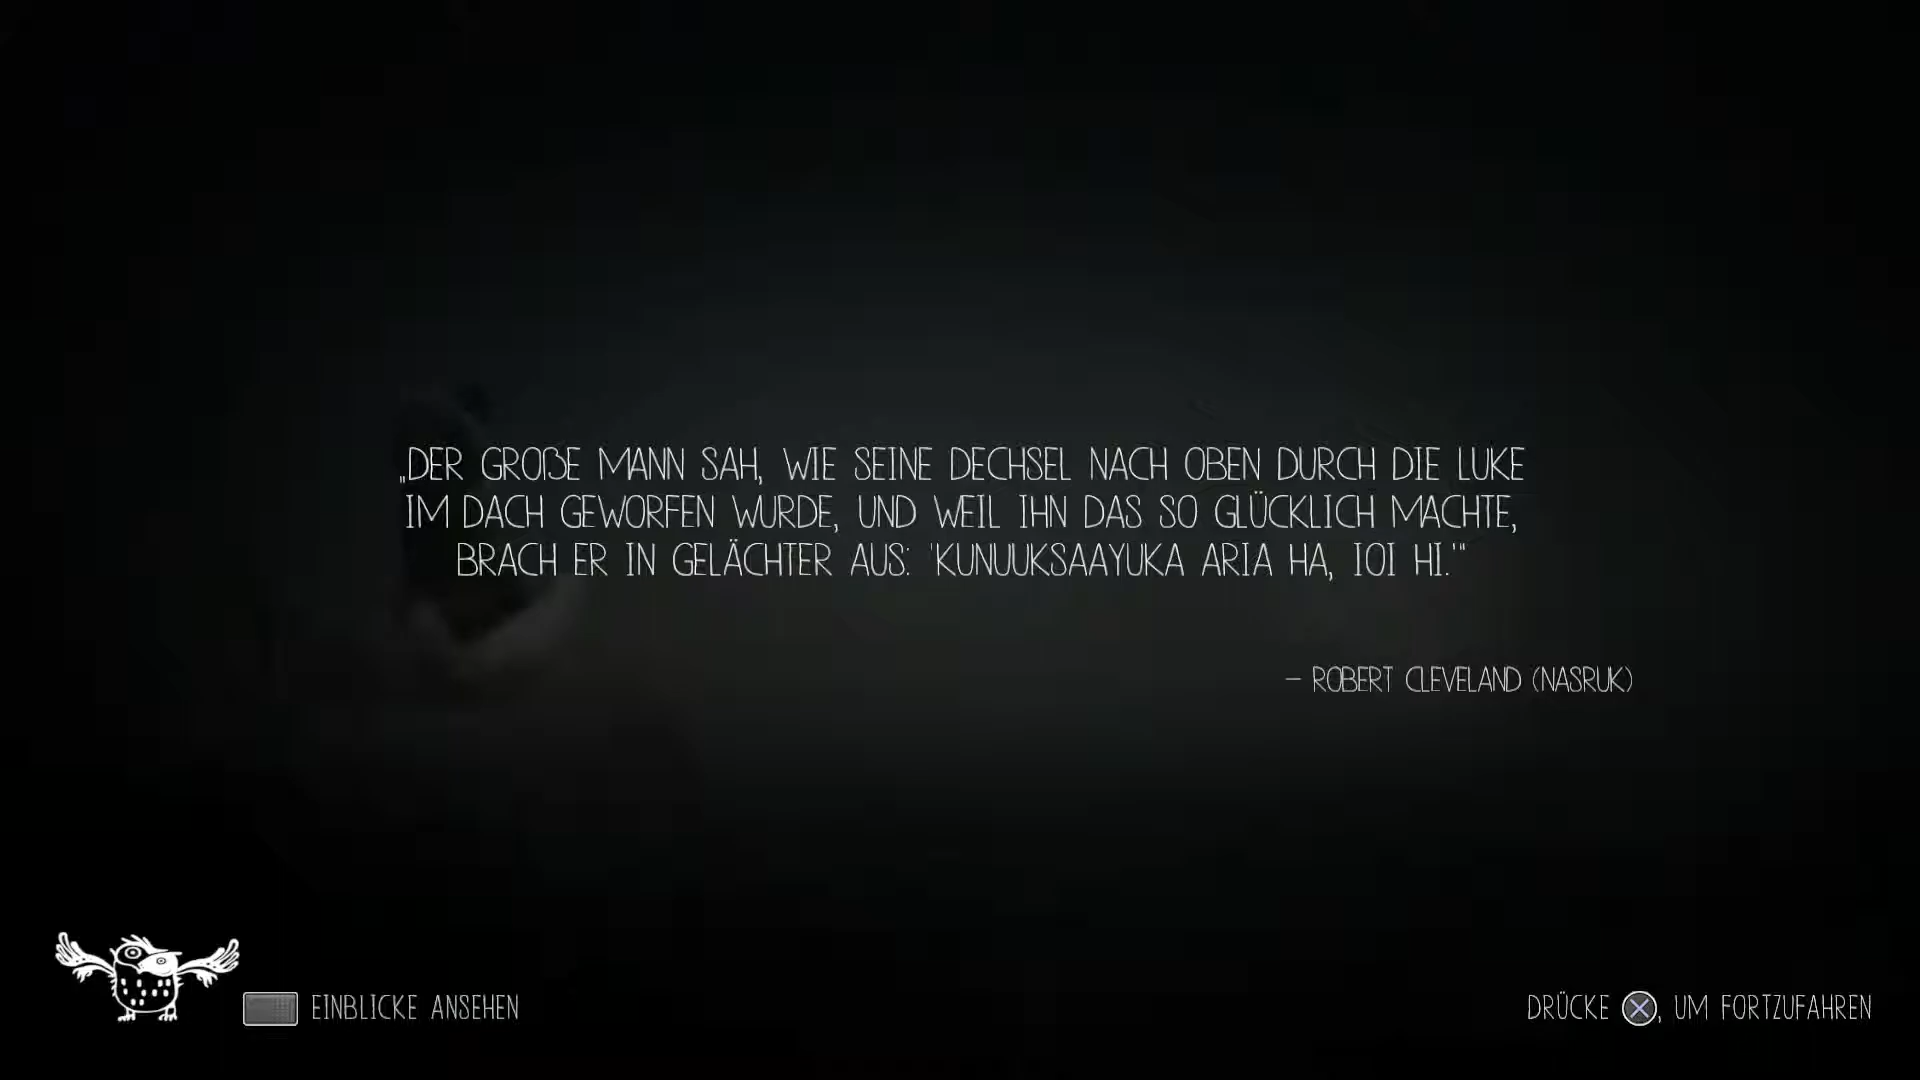 „DER GROẞE MANN SAH, WIE SEINE DECHSEL NACH OBEN DURCH DIE LUKE
IM DACH GEWORFEN WURDE, UND WEIL IHN DAS SO GLÜCKLICH MACHTE,
BRACH ER IN GELÄCHTER AUS: 'KUNUUKSAAYUKA ARIA HA, IOI HI.'"
– ROBERT CLEVELAND (NASRUK)
EINBLICKE ANSEHEN
DRÜCKE , UM FORTZUFAHREN